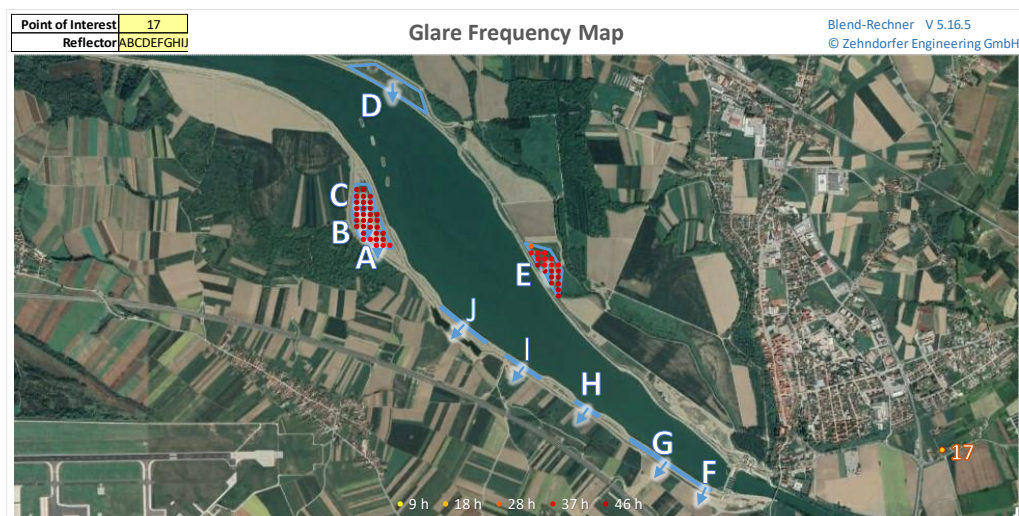 Point of Interest 17
Reflector ABCDEFGHIJ
Glare Frequency Map
Blend-Rechner V 5.16.5
© Zehndorfer Engineering GmbH
D
C
B
A
E
J
I
H
G
F
17
9 h 18 h 28 h 37 h 46 h